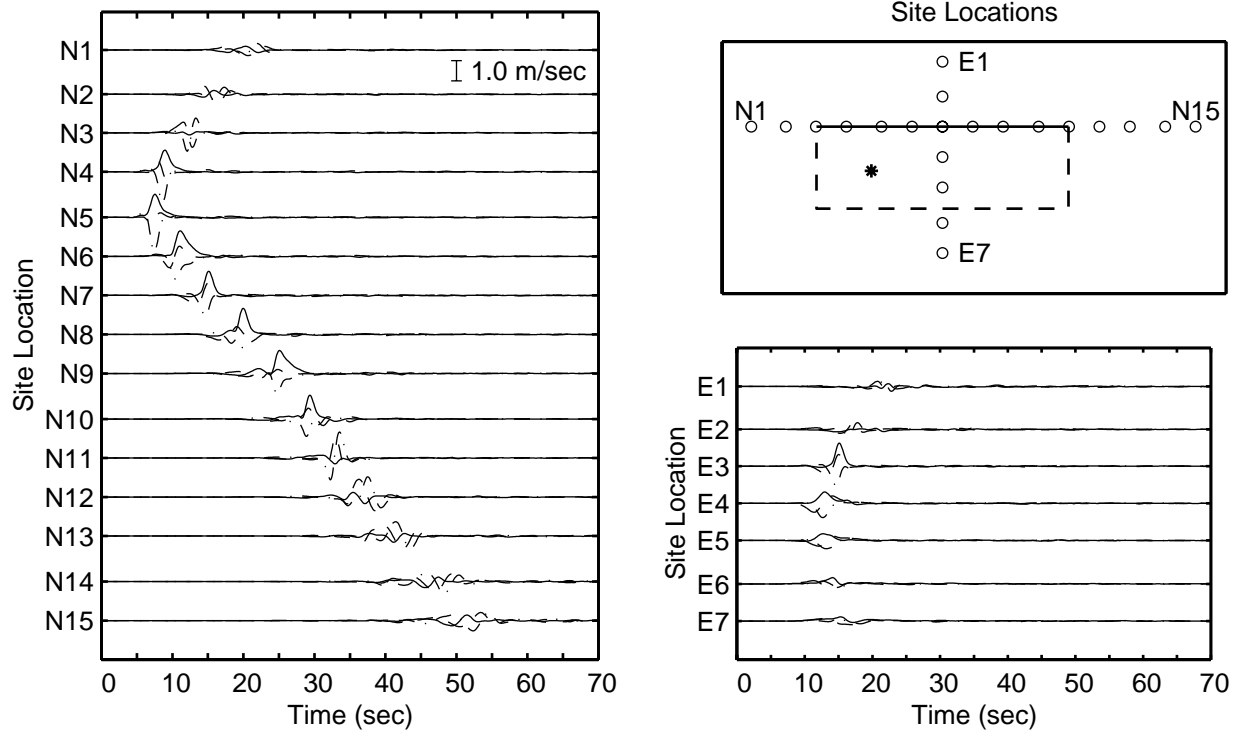 N1
N2
N3
N4
N5
N6
N7
N8
N9
N10
N11
N12
N13
N14
N15
Site Location
1.0 m/sec
0 10 20 30 40 50 60 70
Time (sec)
Site Locations
E1
N1
N15
E7
E1
E2
E3
E4
E5
E6
E7
Site Location
0 10 20 30 40 50 60 70
Time (sec)